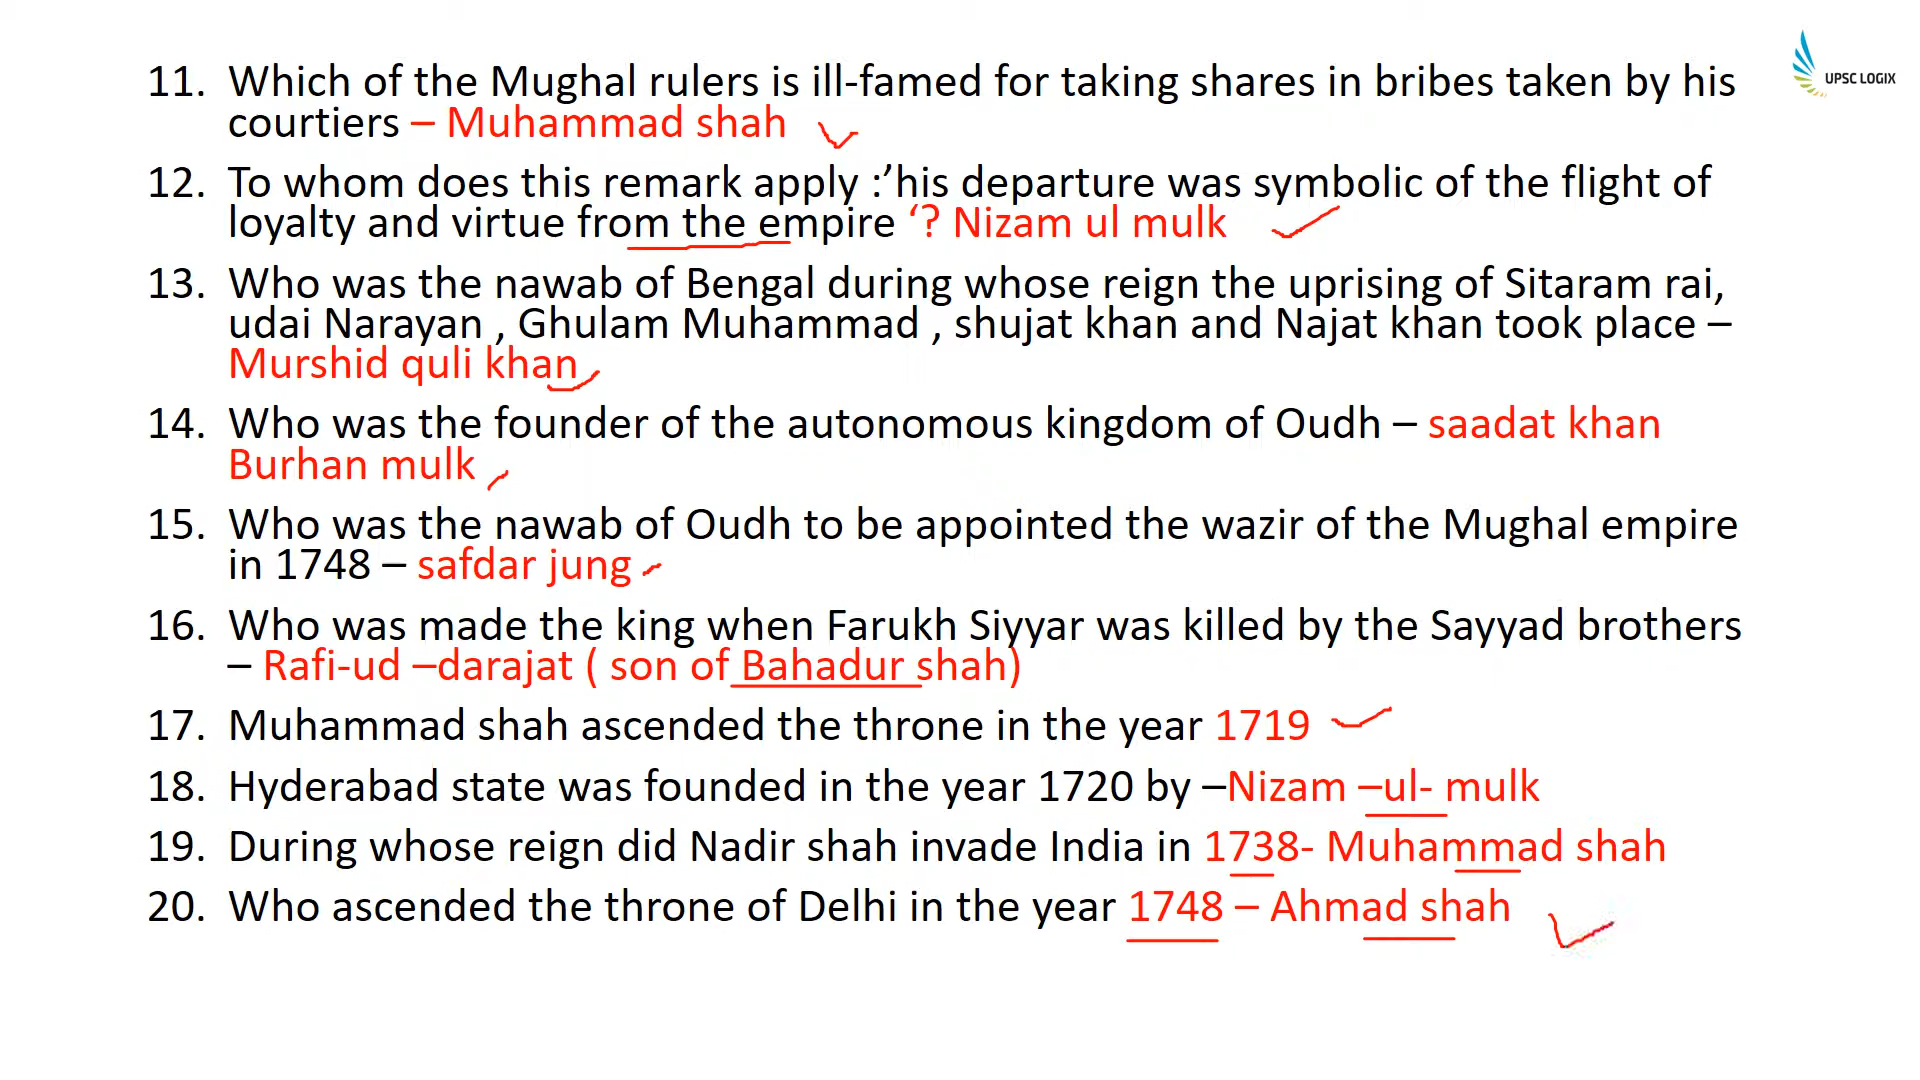 UPSC LOGIX
11. Which of the Mughal rulers is ill-famed for taking shares in bribes taken by his
courtiers – Muhammad shah
12. To whom does this remark apply :’his departure was symbolic of the flight of
loyalty and virtue from the empire ‘? Nizam ul mulk
13. Who was the nawab of Bengal during whose reign the uprising of Sitaram rai,
udai Narayan , Ghulam Muhammad , shujat khan and Najat khan took place –
Murshid quli khan
14. Who was the founder of the autonomous kingdom of Oudh – saadat khan
Burhan mulk
15. Who was the nawab of Oudh to be appointed the wazir of the Mughal empire
in 1748 – safdar jung
16. Who was made the king when Farukh Siyyar was killed by the Sayyad brothers
– Rafi-ud –darajat ( son of Bahadur shah)
17. Muhammad shah ascended the throne in the year 1719
18. Hyderabad state was founded in the year 1720 by –Nizam –ul- mulk
19. During whose reign did Nadir shah invade India in 1738- Muhammad shah
20. Who ascended the throne of Delhi in the year 1748 – Ahmad shah